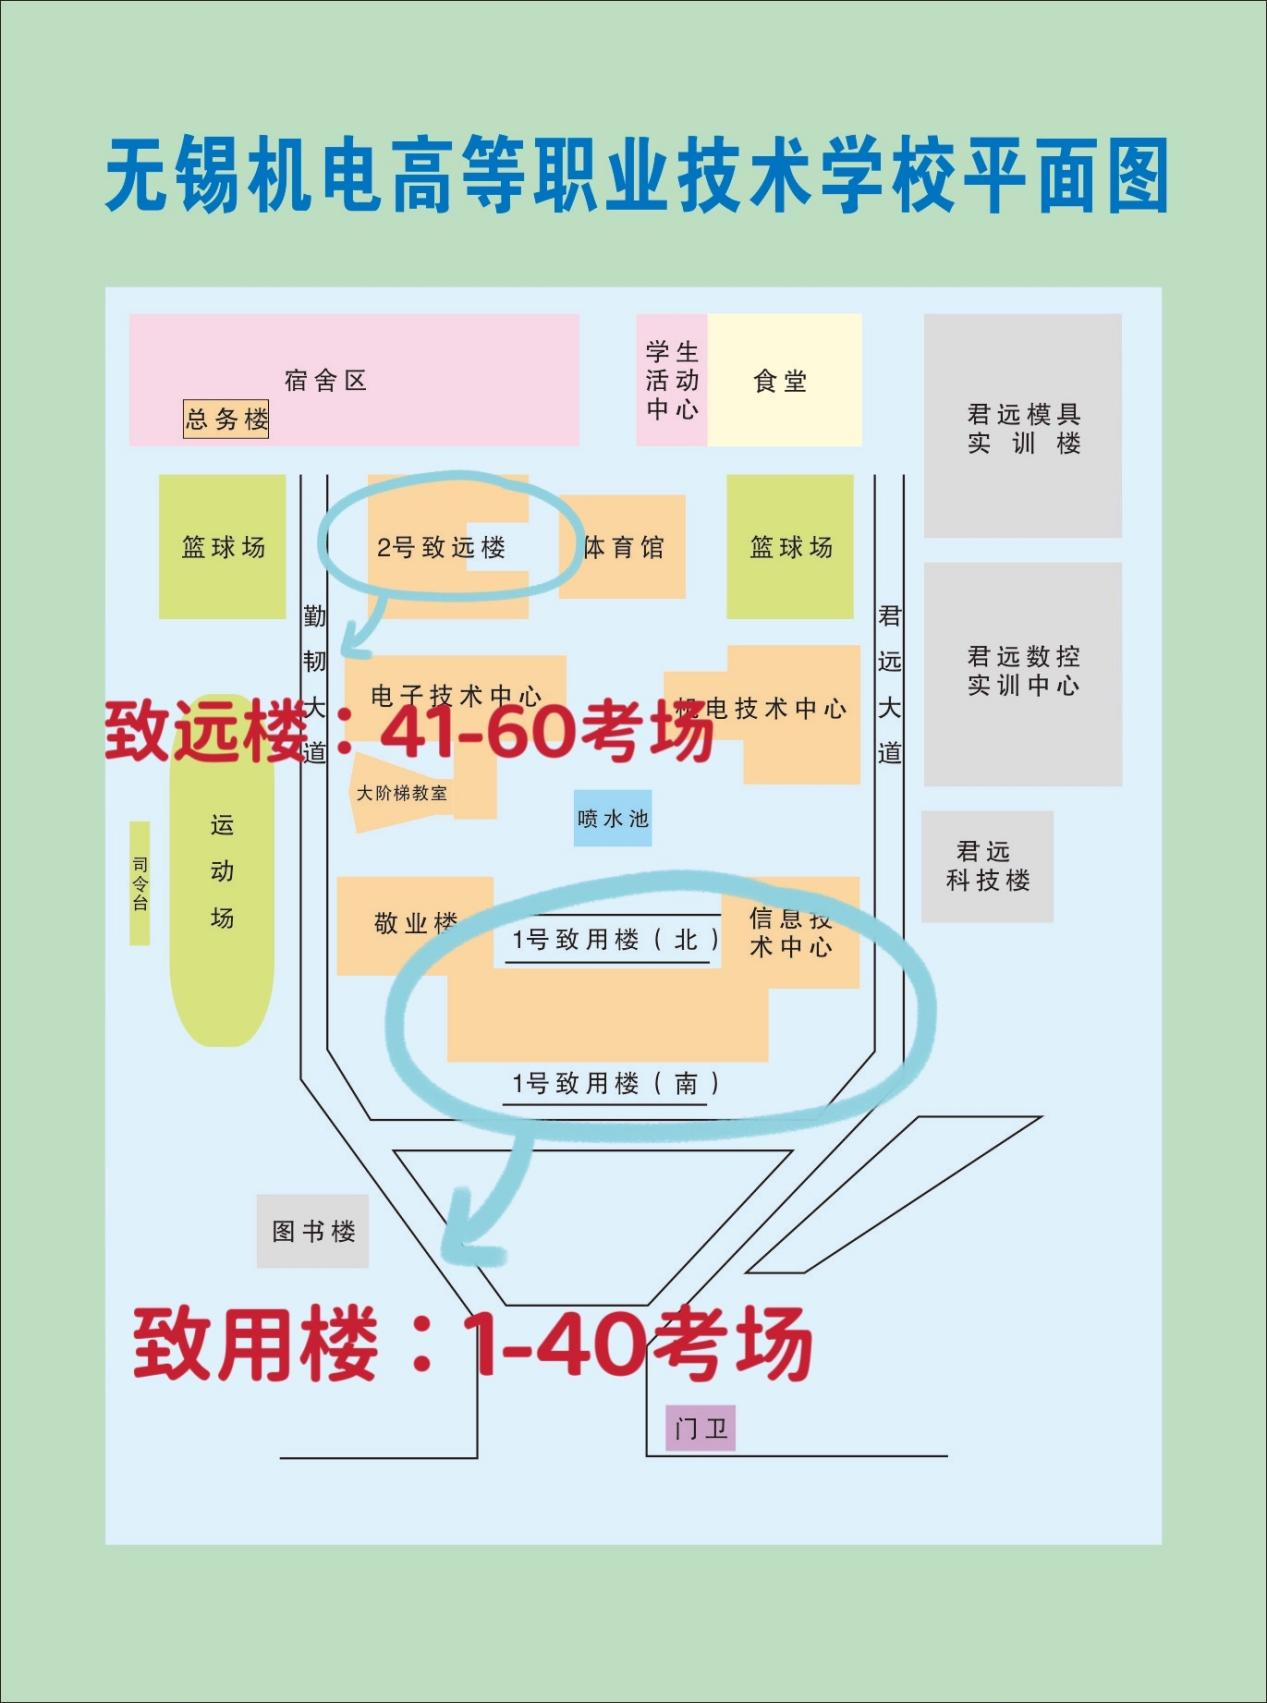 无锡机电高等职业技术学校平面图
宿舍区
总务楼
学生
活动
中心
食堂
君远模具
实训楼
篮球场
2号致远楼
体育馆
篮球场
勤韧大道
君远大道
君远数控
实训中心
电子技术中心
机电技术中心
致远楼：41-60考场
大阶梯教室
喷水池
运动场
司令台
君远
科技楼
敬业楼
1号致用楼（北）
信息技
术中心
1号致用楼（南）
图书楼
致用楼：1-40考场
门卫